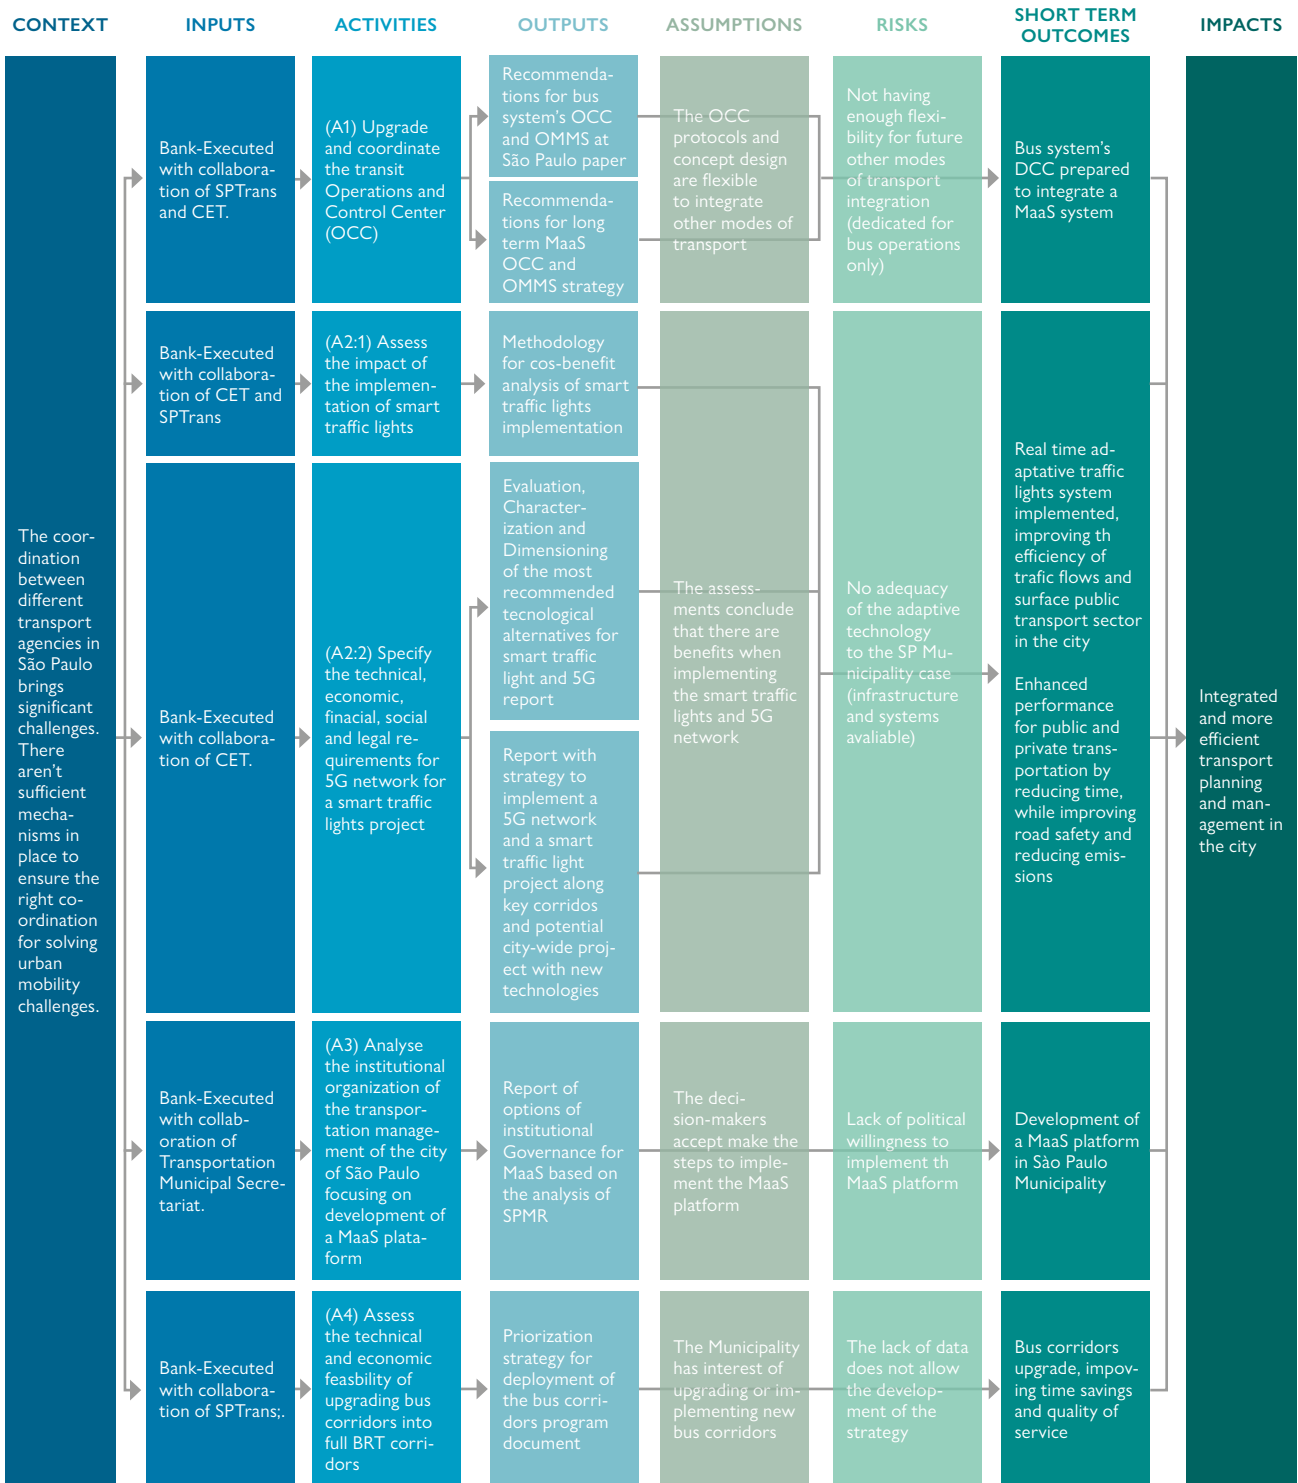 CONTEXT
INPUTS
ACTIVITIES
OUTPUTS
ASSUMPTIONS
RISKS
SHORT TERM
OUTCOMES
IMPACTS
The coor-
dination
between
different
transport
agencies in
São Paulo
brings
significant
challenges.
There
aren't
sufficient
mecha-
nisms in
place to
ensure the
right co-
ordination
for solving
urban
mobility
challenges.
Bank-Executed
with collabora-
tion of SPTrans
and CET.
(A1) Upgrade
and coordinate
the transit
Operations and
Control Center
(OCC)
Recommenda-
tions for bus
system's OCC
and OMMS at
São Paulo paper
Recommenda-
tions for long
term MaaS
OCC and
OMMS strategy
The OCC
protocols and
concept design
are flexible
to integrate
other modes of
transport
Not having
enough flexi-
bility for future
other modes
of transport
integration
(dedicated for
bus operations
only)
Bus system's
DCC prepared
to integrate a
MaaS system
Bank-Executed
with collabora-
tion of CET and
SPTrans
(A2:1) Assess
the impact of
the implemen-
tation of smart
traffic lights
Methodology
for cos-benefit
analysis of smart
traffic lights
implementation
Bank-Executed
with collabora-
tion of CET.
(A2:2) Specify
the technical,
economic,
finacial, social
and legal re-
quirements for
5G network for
a smart traffic
lights project
Evaluation,
Character-
ization and
Dimensioning
of the most
recommended
tecnological
alternatives for
smart traffic
light and 5G
report
Report with
strategy to
implement a
5G network
and a smart
traffic light
project along
key corridos
and potential
city-wide proj-
ect with new
technologies
The assess-
ments conclude
that there are
benefits when
implementing
the smart traffic
lights and 5G
network
No adequacy
of the adaptive
technology
to the SP Mu-
nicipality case
(infrastructure
and systems
avaliable)
Real time ad-
aptative traffic
lights system
implemented,
improving th
efficiency of
trafic flows and
surface public
transport sector
in the city
Enhanced
performance
for public and
private trans-
portation by
reducing time,
while improving
road safety and
reducing emis-
sions
Bank-Executed
with collab-
oration of
Transportation
Municipal Secre-
tariat.
(A3) Analyse
the institutional
organization of
the transpor-
tation manage-
ment of the city
of São Paulo
focusing on
development of
a MaaS plata-
form
Report of
options of
institutional
Governance for
MaaS based on
the analysis of
SPMR
The deci-
sion-makers
accept make the
steps to imple-
ment the MaaS
platform
Lack of political
willingness to
implement th
MaaS platform
Development of
a MaaS platform
in Sào Paulo
Municipality
Bank-Executed
with collabora-
tion of SPTrans;.
(A4) Assess
the technical
and economic
feasbility of
upgrading bus
corridors into
full BRT corri-
dors
Priorization
strategy for
deployment of
the bus corri-
dors program
document
The Municipality
has interest of
upgrading or im-
plementing new
bus corridors
The lack of data
does not allow
the develop-
ment of the
strategy
Bus corridors
upgrade, impov-
ing time savings
and quality of
service
Integrated
and more
efficient
transport
planning
and man-
agement in
the city